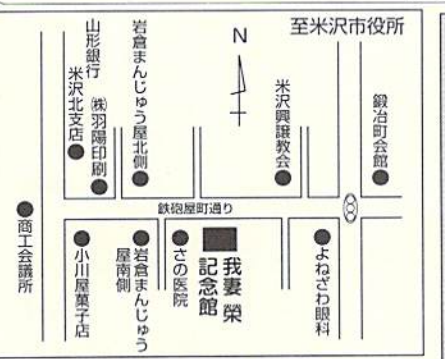 至米沢市役所
N
山形銀行
米沢北支店
㈱羽陽印刷
岩倉まんじゅう屋北側
米沢興譲教会
鍛冶町会館
鉄砲屋町通り
商工会議所
小川屋菓子店
岩倉まんじゅう
屋南側
さの医院
我妻榮
記念館
よねざわ眼科